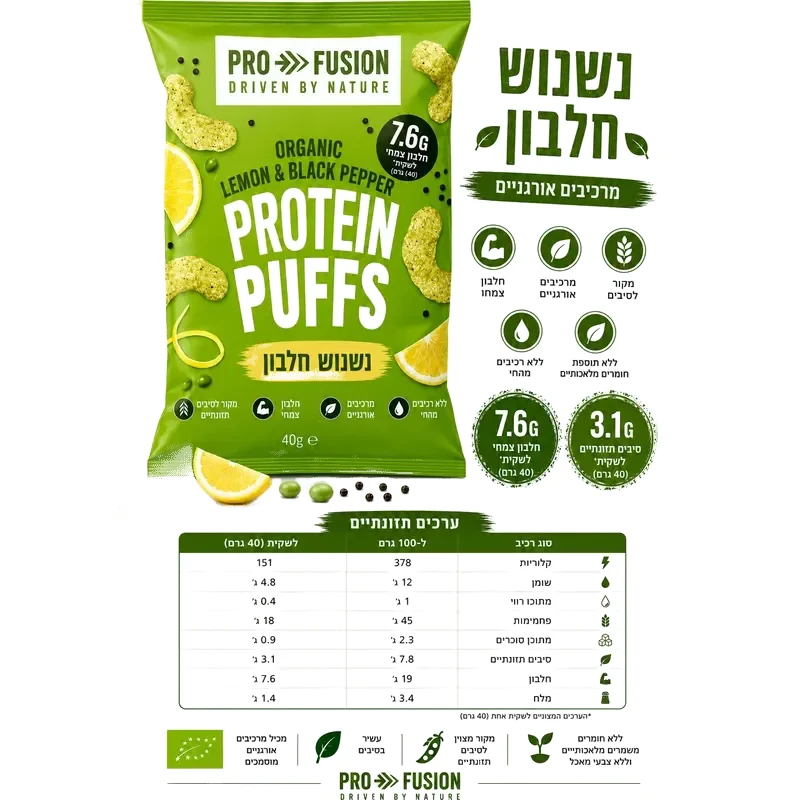 PRO FUSION
DRIVEN BY NATURE
7.6G
חלבון צמחי
לשקית*
(40 גרם)
ORGANIC
LEMON & BLACK PEPPER
PROTEIN
PUFFS
נשנוש חלבון
מקור לסיבים
תזונתיים
חלבון
צמחי
מרכיבים
אורגניים
ללא רכיבים
מהחי
40g ℮
נשנוש
חלבון
מרכיבים אורגניים
חלבון
צמחו
מרכיבים
אורגניים
מקור
לסיבים
ללא רכיבים
מהחי
ללא תוספת
חומרים מלאכותיים
7.6G
חלבון צמחי
לשקית*
(40 גרם)
3.1G
סיבים תזונתיים
לשקית*
(40 גרם)
ערכים תזונתיים
סוג רכיב ל-100 גרם לשקית (40 גרם)
קלוריות 378 151
שומן 12 ג' 4.8 ג'
מתוכו רווי 1 ג' 0.4 ג'
פחמימות 45 ג' 18 ג'
מתוכן סוכרים 2.3 ג' 0.9 ג'
סיבים תזונתיים 7.8 ג' 3.1 ג'
חלבון 19 ג' 7.6 ג'
מלח 3.4 ג' 1.4 ג'
*הערכים המצוניים לשקית אחת (40 גרם)
ללא חומרים
משמרים מלאכותייים
וללא צבעי מאכל
מקור מצוין
לסיבים
תזונתיים
עשיר
בסיבים
מכיל מרכיבים
אורגניים
מוסמכים
PRO FUSION
DRIVEN BY NATURE